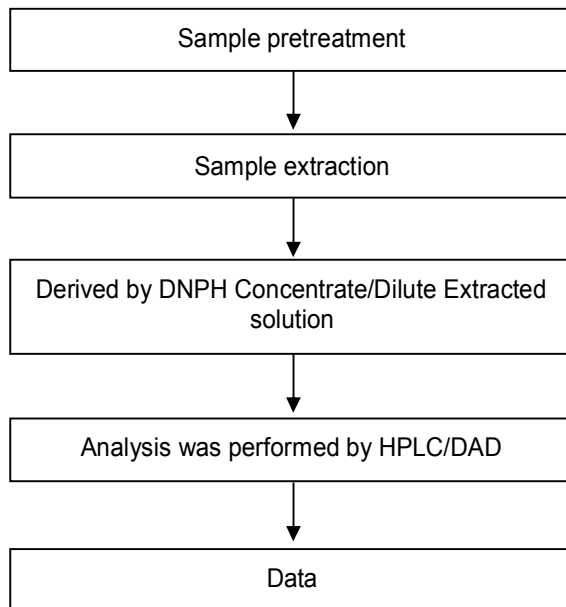 Sample pretreatment
Sample extraction
Derived by DNPH Concentrate/Dilute Extracted
solution
Analysis was performed by HPLC/DAD
Data